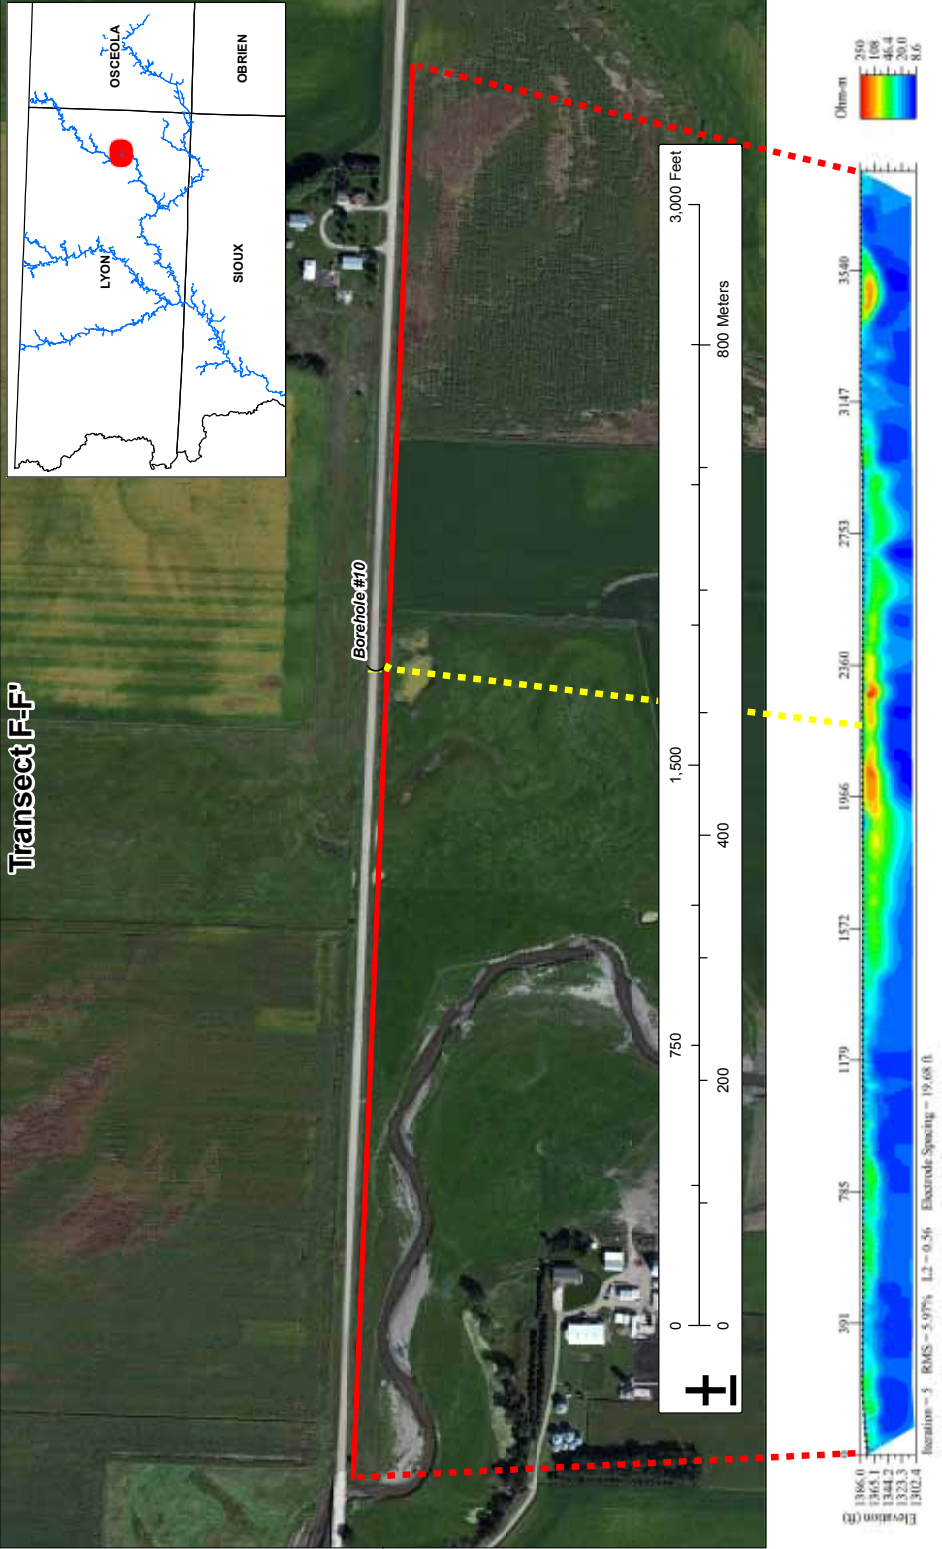 Transect F-F'
OSCEOLA
OBRIEN
LYON
SIOUX
Borehole #10
0 750 1,500 3,000 Feet
0 200 400 800 Meters
Ohm-m
250
108
46.4
20.0
8.6
Elevation (ft)
1386.0
1365.1
1344.2
1323.3
1302.4
0 391 785 1179 1572 1966 2360 2753 3147 3540
Iteration = 5 RMS = 5.97% L2 = 0.56 Electrode Spacing = 19.68 ft